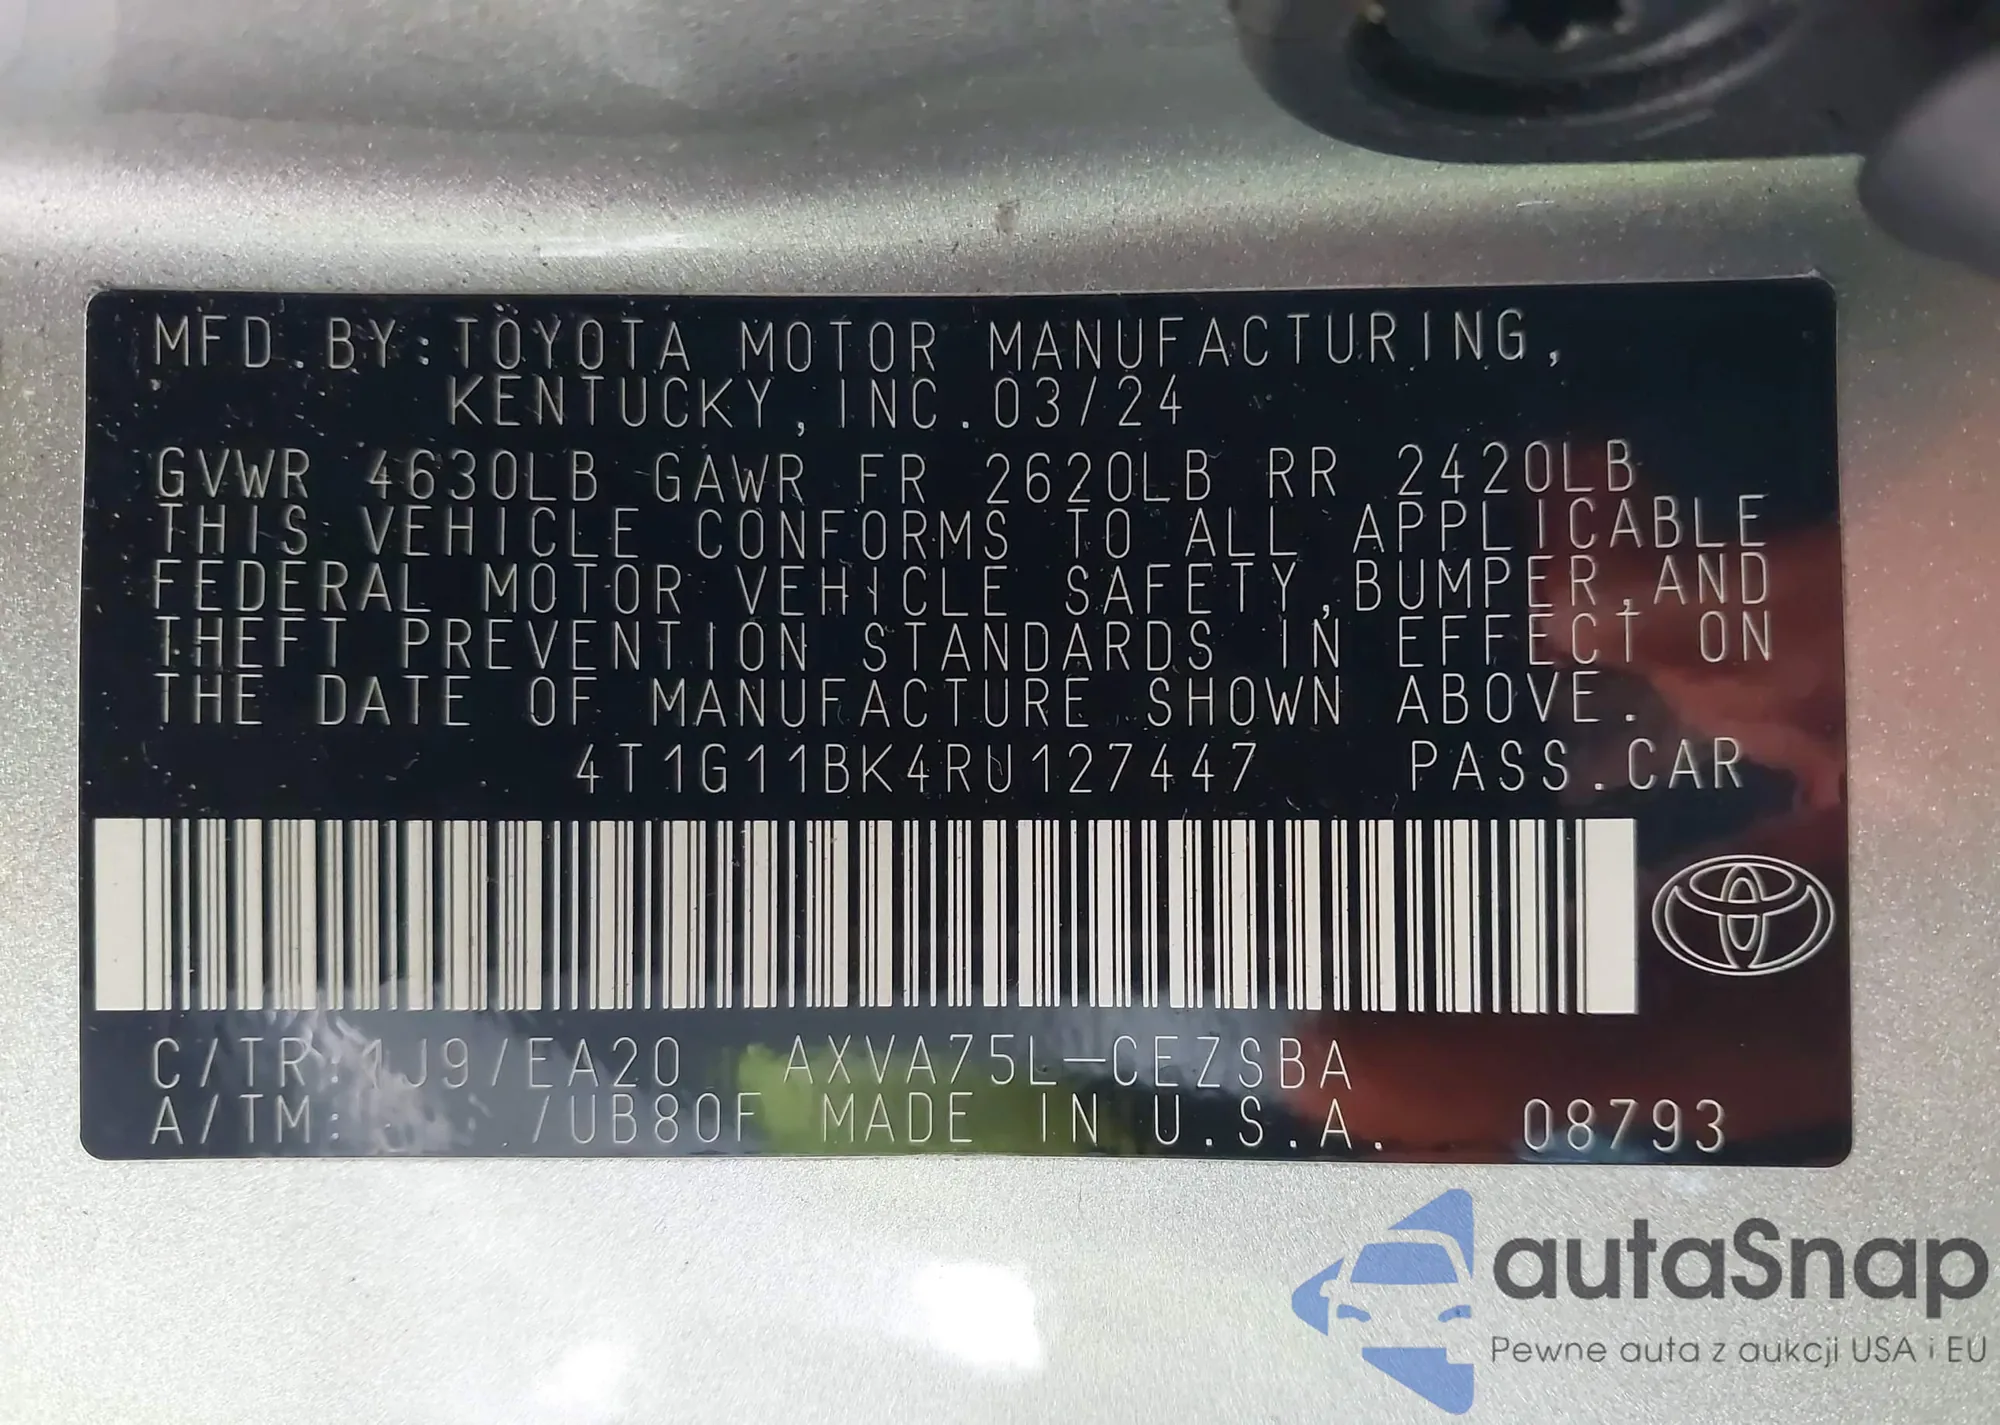 MFD.BY:TOYOTA MOTOR MANUFACTURING,
KENTUCKY,INC.03/24
GVWR 4630LB GAWR FR 2620LB RR 2420LB
THIS VEHICLE CONFORMS TO ALL APPLICABLE
FEDERAL MOTOR VEHICLE SAFETY,BUMPER,AND
THEFT PREVENTION STANDARDS IN EFFECT ON
THE DATE OF MANUFACTURE SHOWN ABOVE.
4T1G11BK4RU127447 PASS.CAR
C/TR:1J9/EA20 AXVA75L-CEZSBA
A/TM: /UB80F MADE IN U.S.A. 08793
autaSnap
Pewne auta z aukcji USA i EU